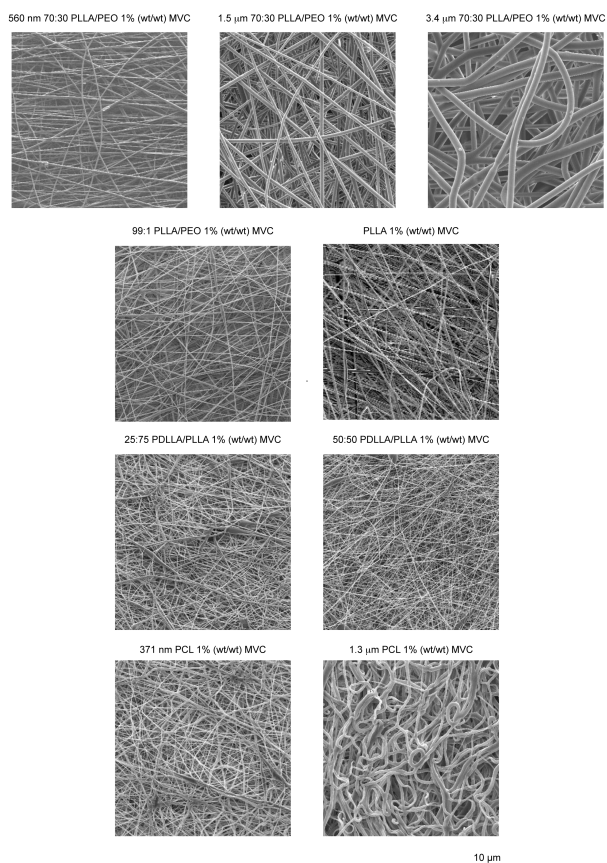 560 nm 70:30 PLLA/PEO 1% (wt/wt) MVC
1.5 μm 70:30 PLLA/PEO 1% (wt/wt) MVC
3.4 μm 70:30 PLLA/PEO 1% (wt/wt) MVC
99:1 PLLA/PEO 1% (wt/wt) MVC
PLLA 1% (wt/wt) MVC
25:75 PDLLA/PLLA 1% (wt/wt) MVC
50:50 PDLLA/PLLA 1% (wt/wt) MVC
371 nm PCL 1% (wt/wt) MVC
1.3 μm PCL 1% (wt/wt) MVC
10 μm